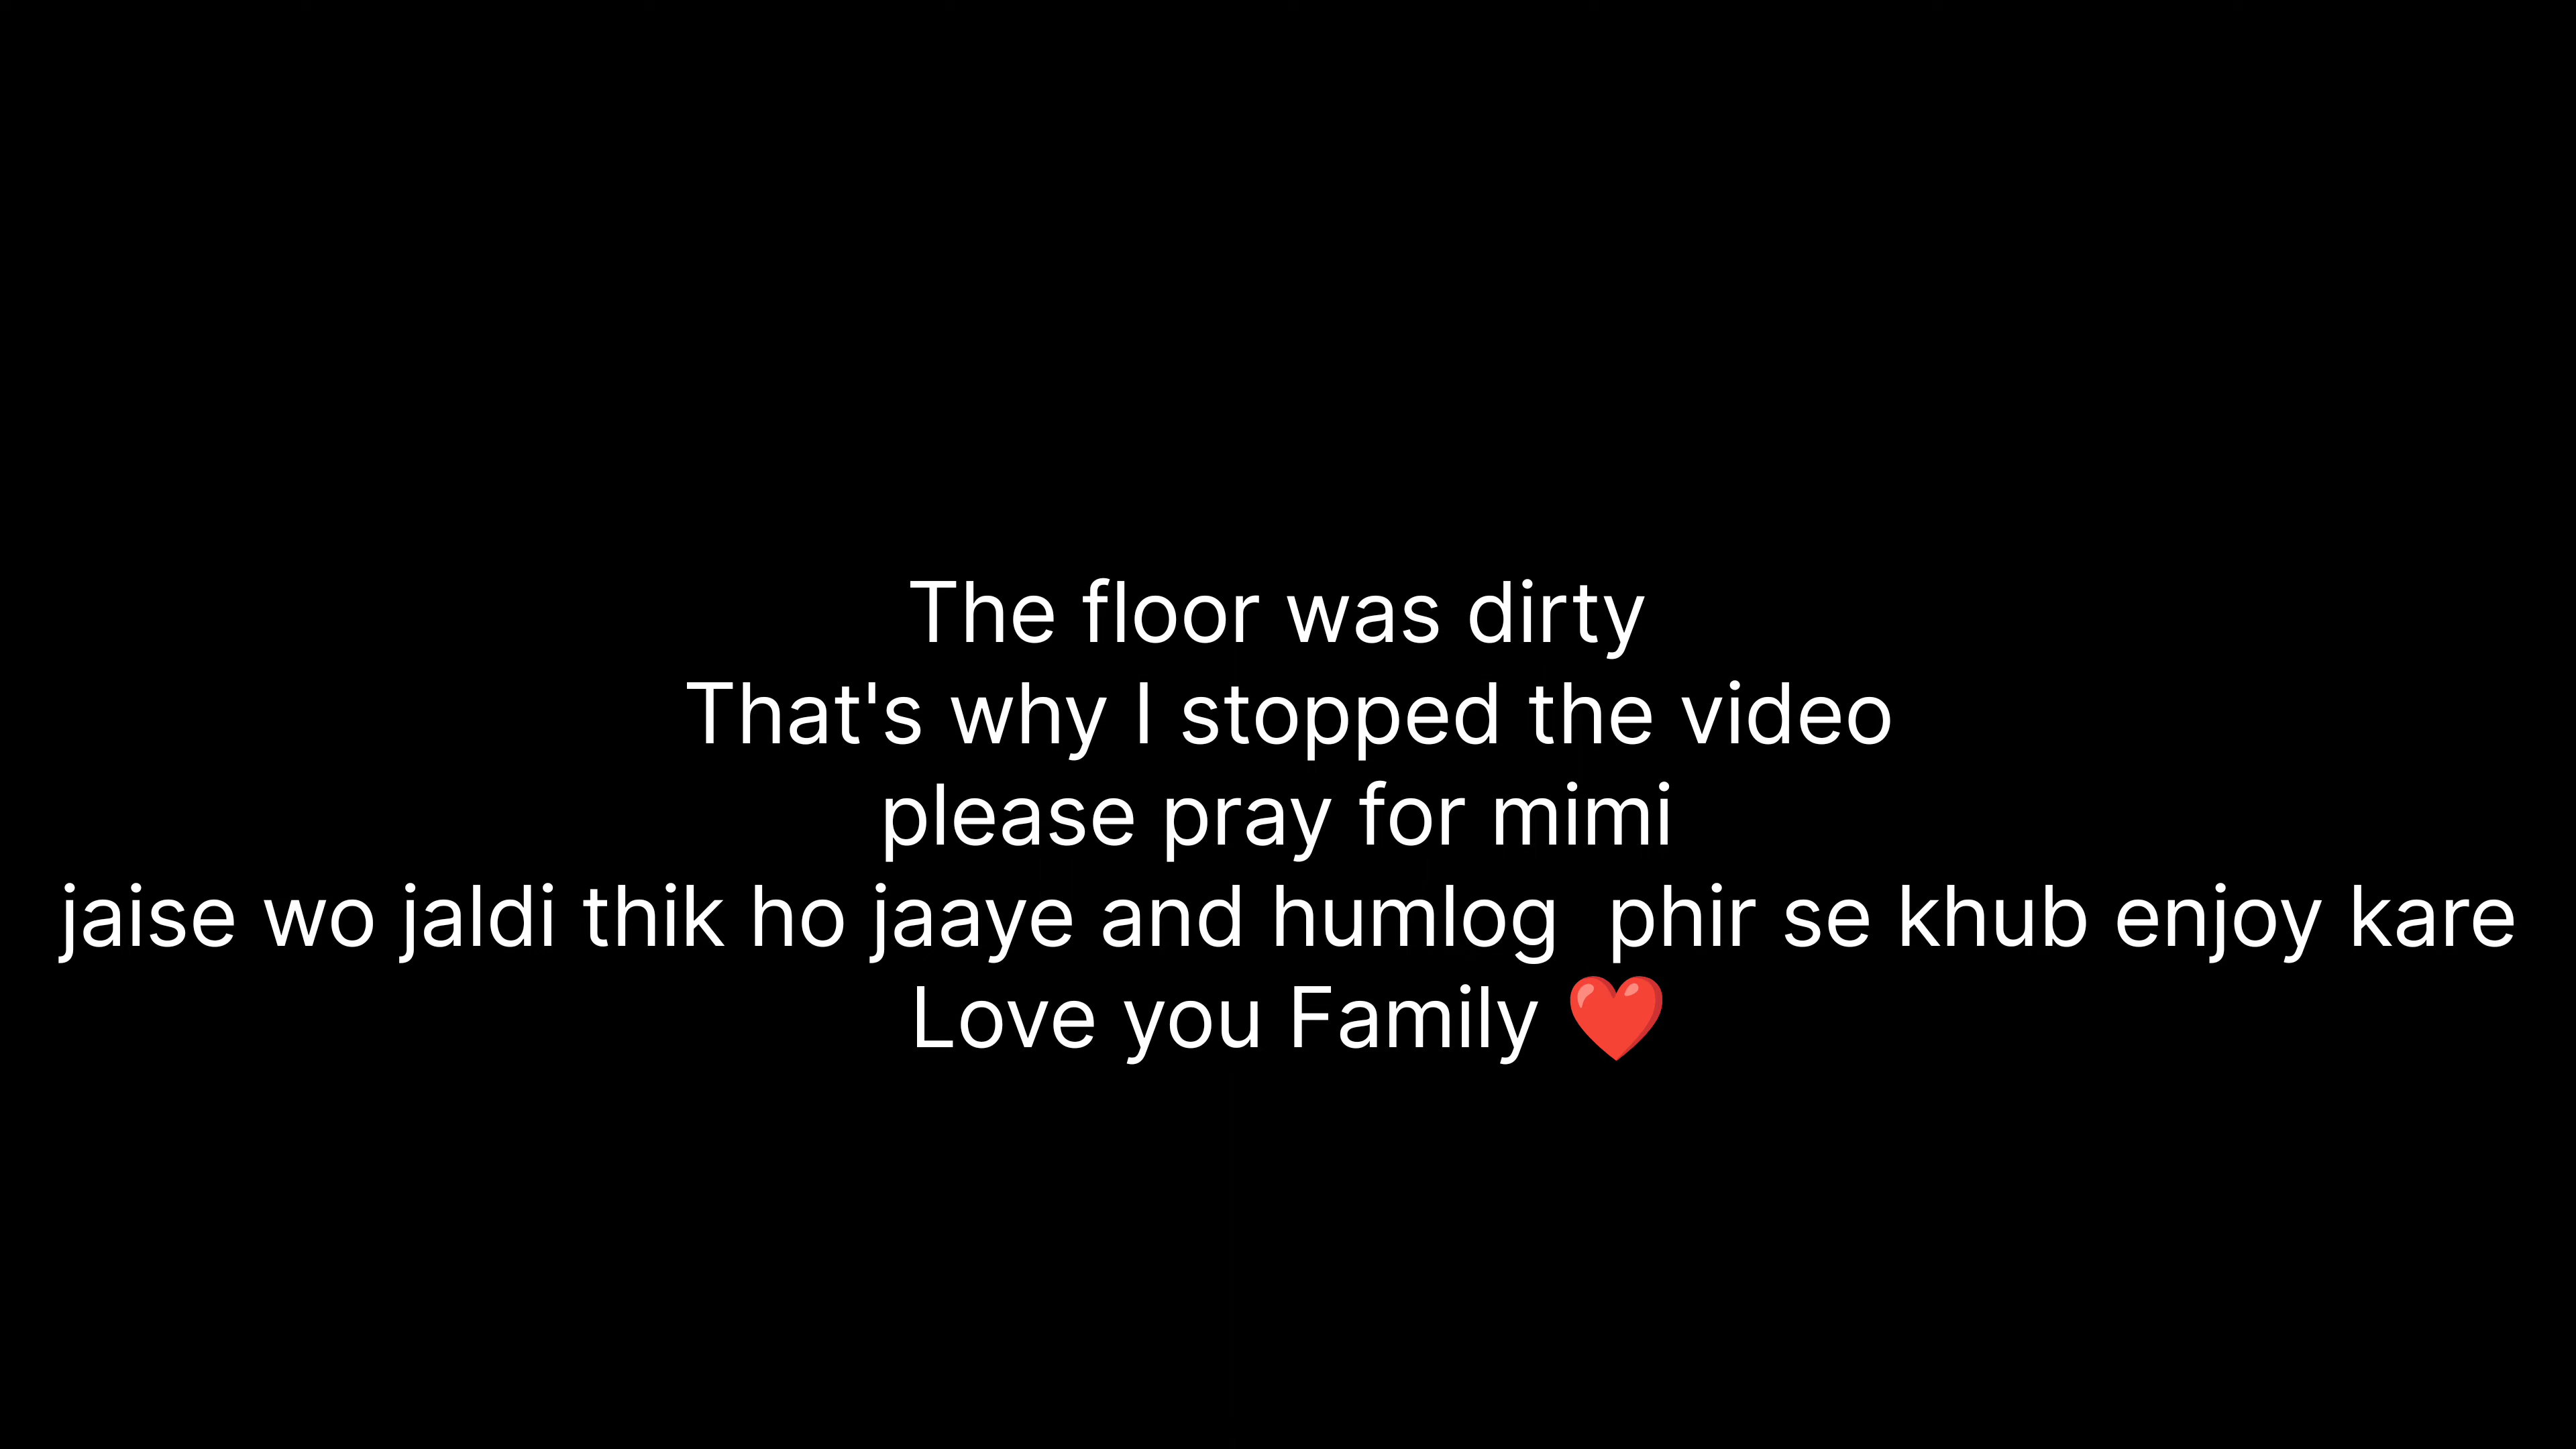 The floor was dirty
That's why I stopped the video
please pray for mimi
jaise wo jaldi thik ho jaaye and humlog  phir se khub enjoy kare
Love you Family ❤️